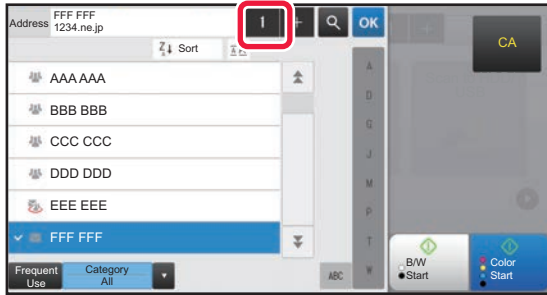 Address
FFF FFF
1234.ne.jp
1
+
OK
CA
Z
A
Sort
AAA AAA
BBB BBB
CCC CCC
DDD DDD
EEE EEE
FFF FFF
A
D
G
J
M
P
T
W
Frequent
Use
Category
All
ABC
B/W
Start
Color
Start